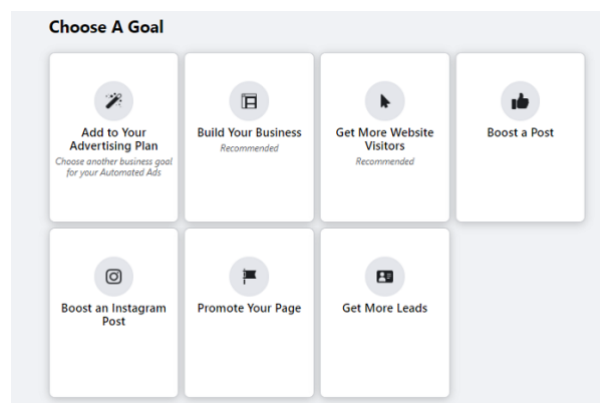 Choose A Goal
Add to Your
Advertising Plan
Choose another business goal
for your Automated Ads
Build Your Business
Recommended
Get More Website
Visitors
Recommended
Boost a Post
Boost an Instagram
Post
Promote Your Page
Get More Leads